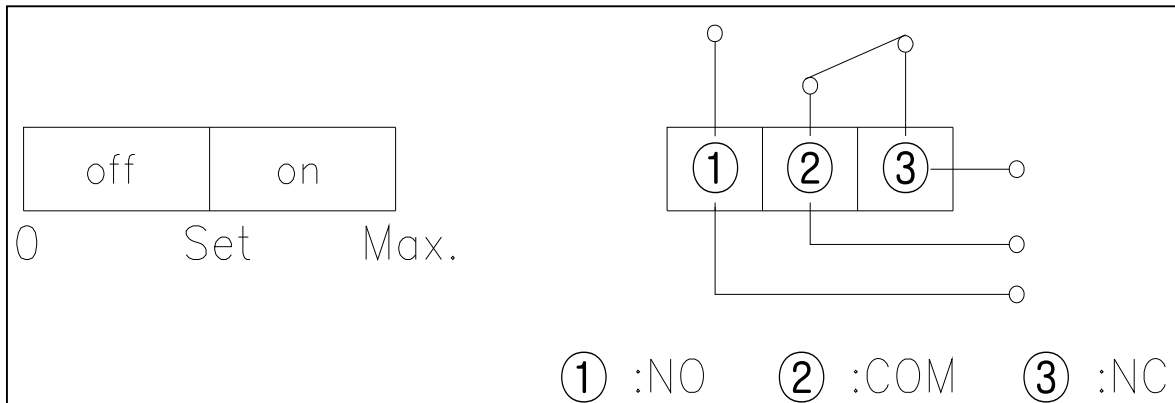 off on
0 Set Max.
① ② ③
① :NO ② :COM ③ :NC